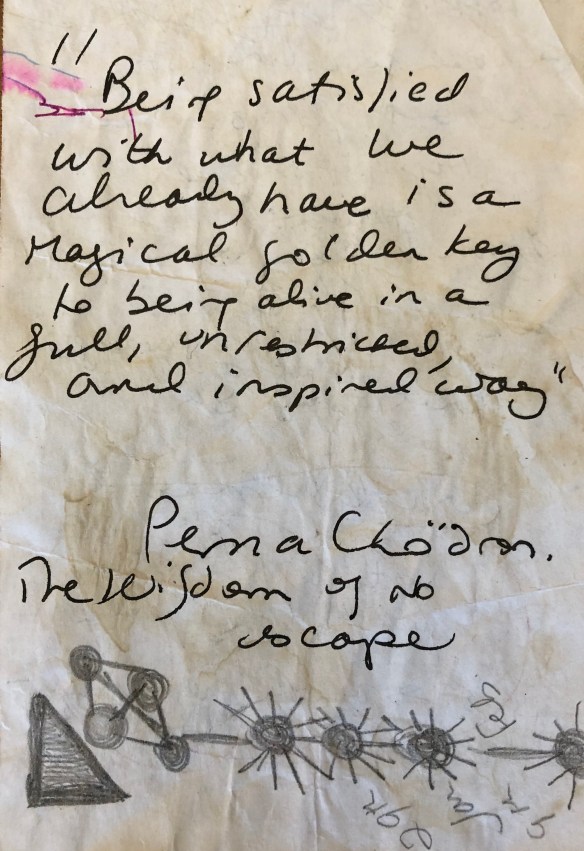 "Being satisfied
with what we
already have is a
magical golden key
to being alive in a
full, unrestricted,
and inspired way"
Pema Chödron.
The Wisdom of No
escape